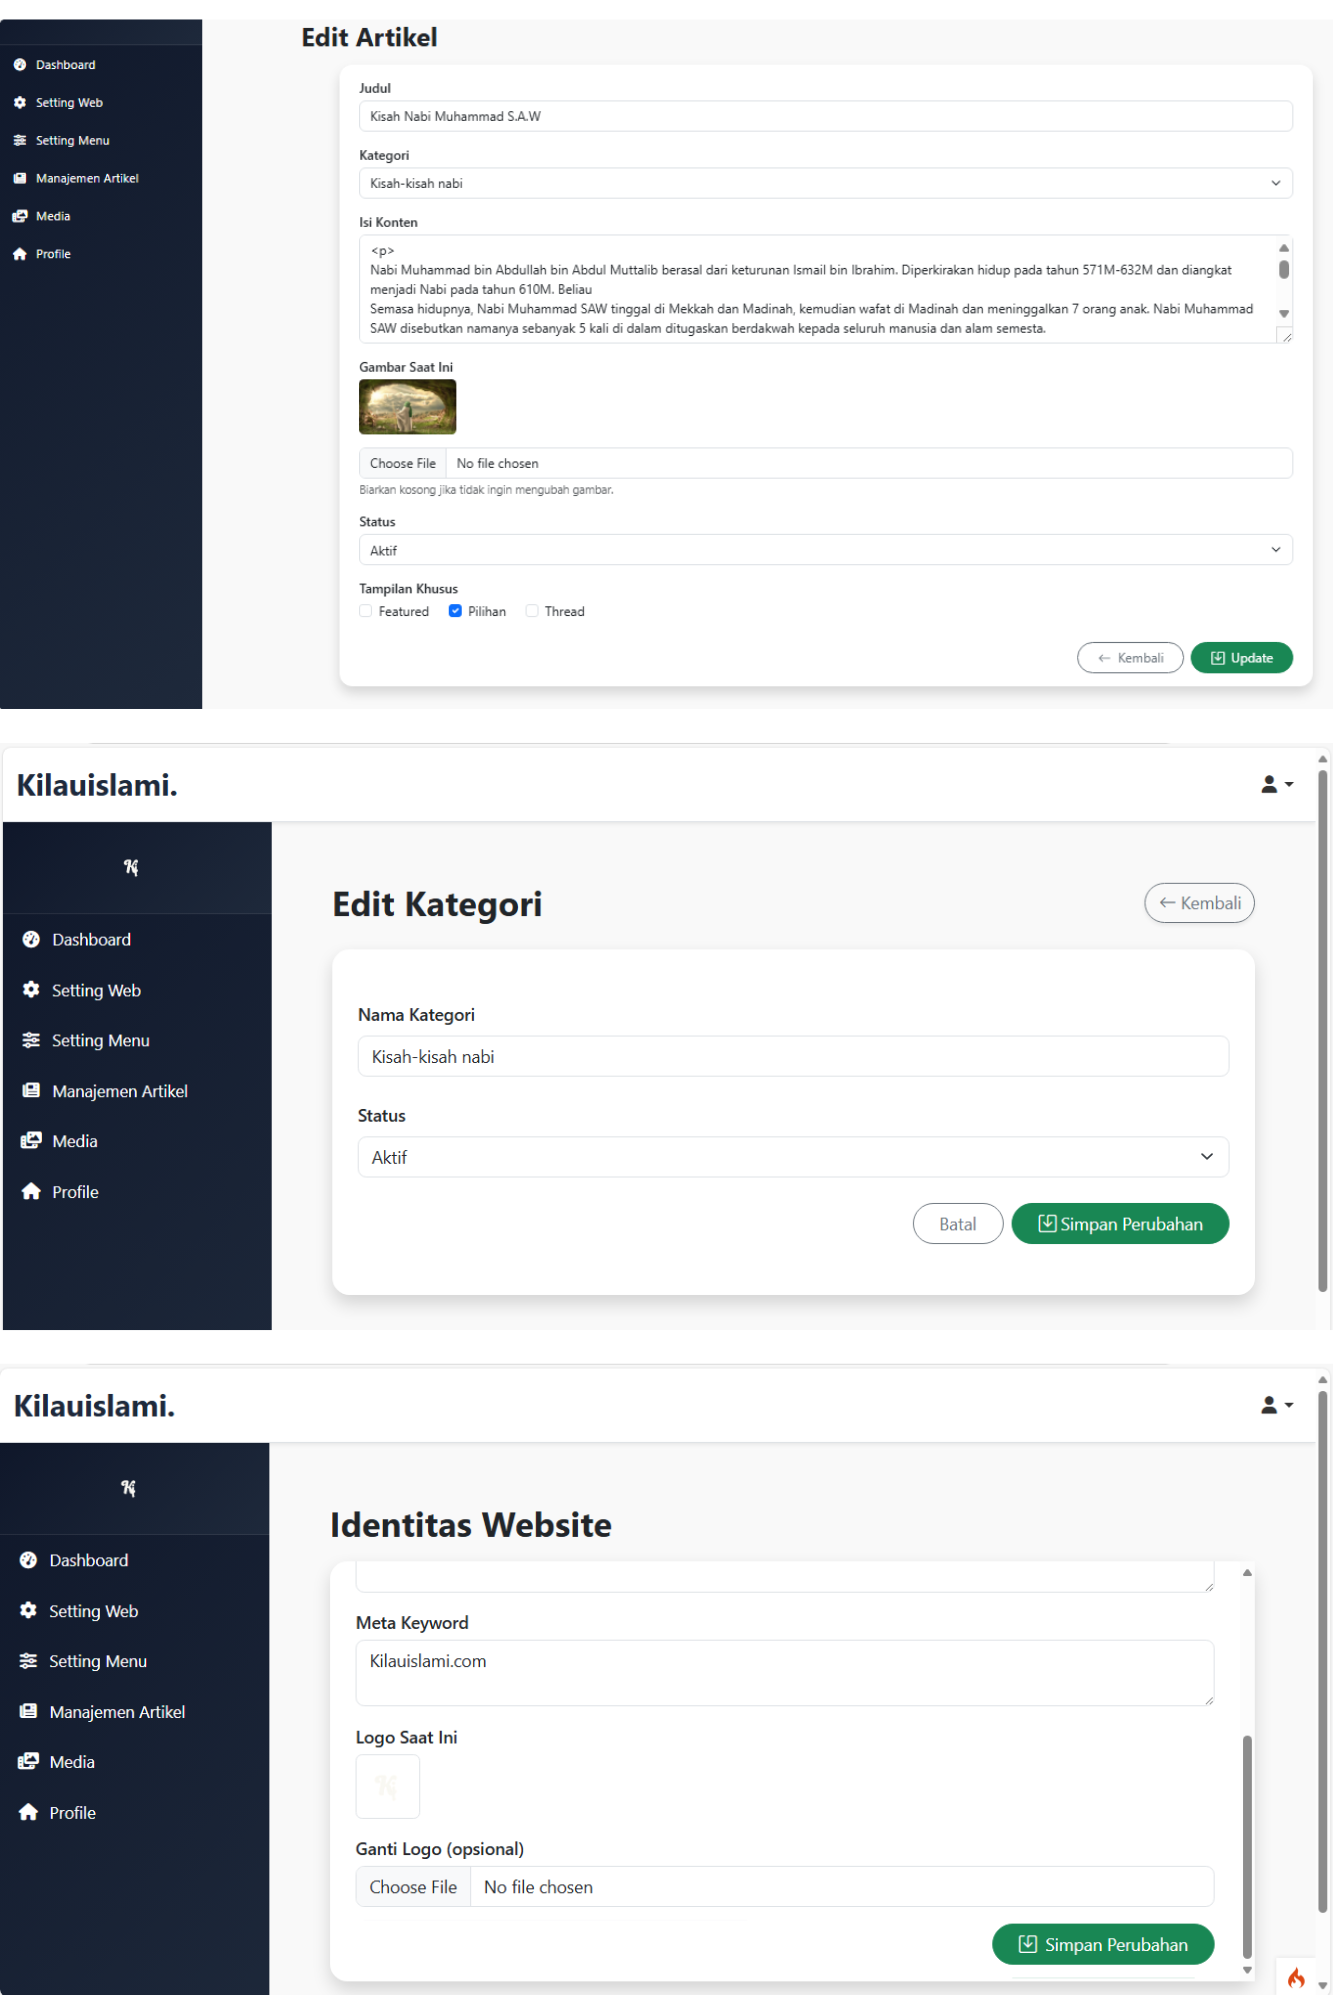 Edit Artikel
Dashboard
Setting Web
Setting Menu
Manajemen Artikel
Media
Profile
Judul
Kisah Nabi Muhammad S.A.W
Kategori
Kisah-kisah nabi
Isi Konten
<p>
Nabi Muhammad bin Abdullah bin Abdul Muttalib berasal dari keturunan Ismail bin Ibrahim. Diperkirakan hidup pada tahun 571M-632M dan diangkat
menjadi Nabi pada tahun 610M. Beliau
Semasa hidupnya, Nabi Muhammad SAW tinggal di Mekkah dan Madinah, kemudian wafat di Madinah dan meninggalkan 7 orang anak. Nabi Muhammad
SAW disebutkan namanya sebanyak 5 kali di dalam ditugaskan berdakwah kepada seluruh manusia dan alam semesta.
Gambar Saat Ini
Choose File No file chosen
Biarkan kosong jika tidak ingin mengubah gambar.
Status
Aktif
Tampilan Khusus
Featured Pilihan Thread
← Kembali Update
Kilauislami.
Ki
Dashboard
Setting Web
Setting Menu
Manajemen Artikel
Media
Profile
Edit Kategori
← Kembali
Nama Kategori
Kisah-kisah nabi
Status
Aktif
Batal Simpan Perubahan
Kilauislami.
Ki
Dashboard
Setting Web
Setting Menu
Manajemen Artikel
Media
Profile
Identitas Website
Meta Keyword
Kilauislami.com
Logo Saat Ini
Ki
Ganti Logo (opsional)
Choose File No file chosen
Simpan Perubahan